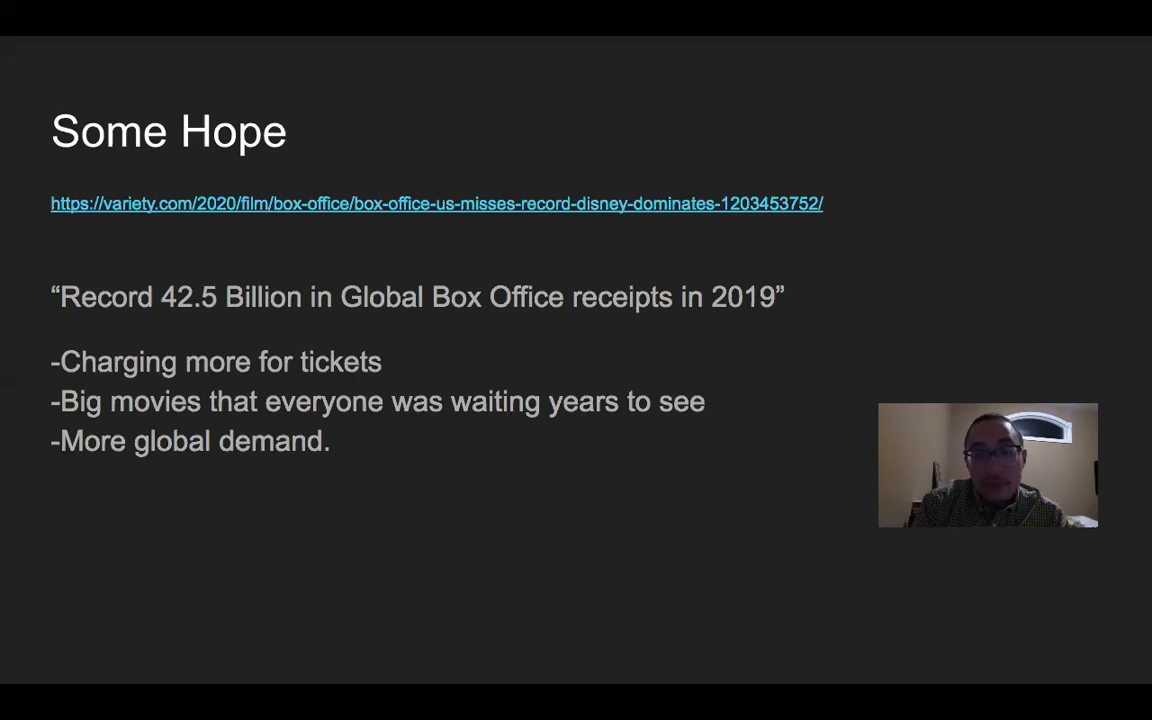 Some Hope
https://variety.com/2020/film/box-office/box-office-us-misses-record-disney-dominates-1203453752/
“Record 42.5 Billion in Global Box Office receipts in 2019”
-Charging more for tickets
-Big movies that everyone was waiting years to see
-More global demand.